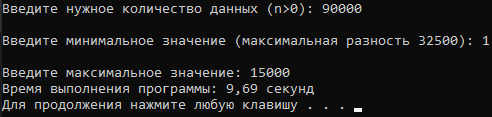 Введите нужное количество данных (n>0): 90000
Введите минимальное значение (максимальная разность 32500): 1
Введите максимальное значение: 15000
Время выполнения программы: 9,69 секунд
Для продолжения нажмите любую клавишу . . .